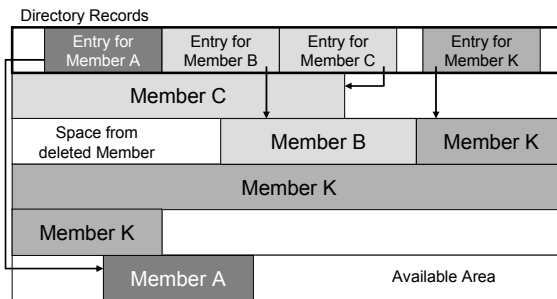 Directory Records
Entry for Member A
Entry for Member B
Entry for Member C
Entry for Member K
Member C
Space from deleted Member
Member B
Member K
Member K
Member K
Member A
Available Area